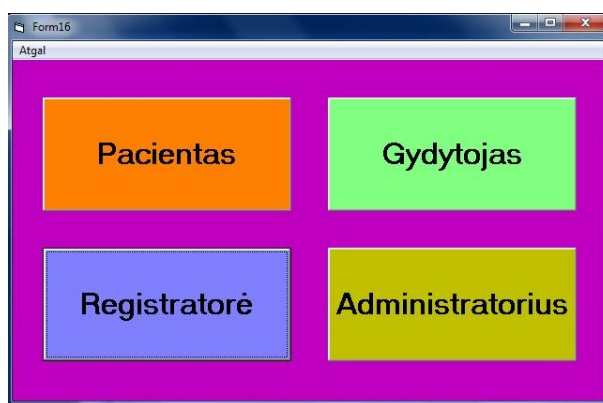 Form16
Atgal
Pacientas
Gydytojas
Registratorė
Administratorius